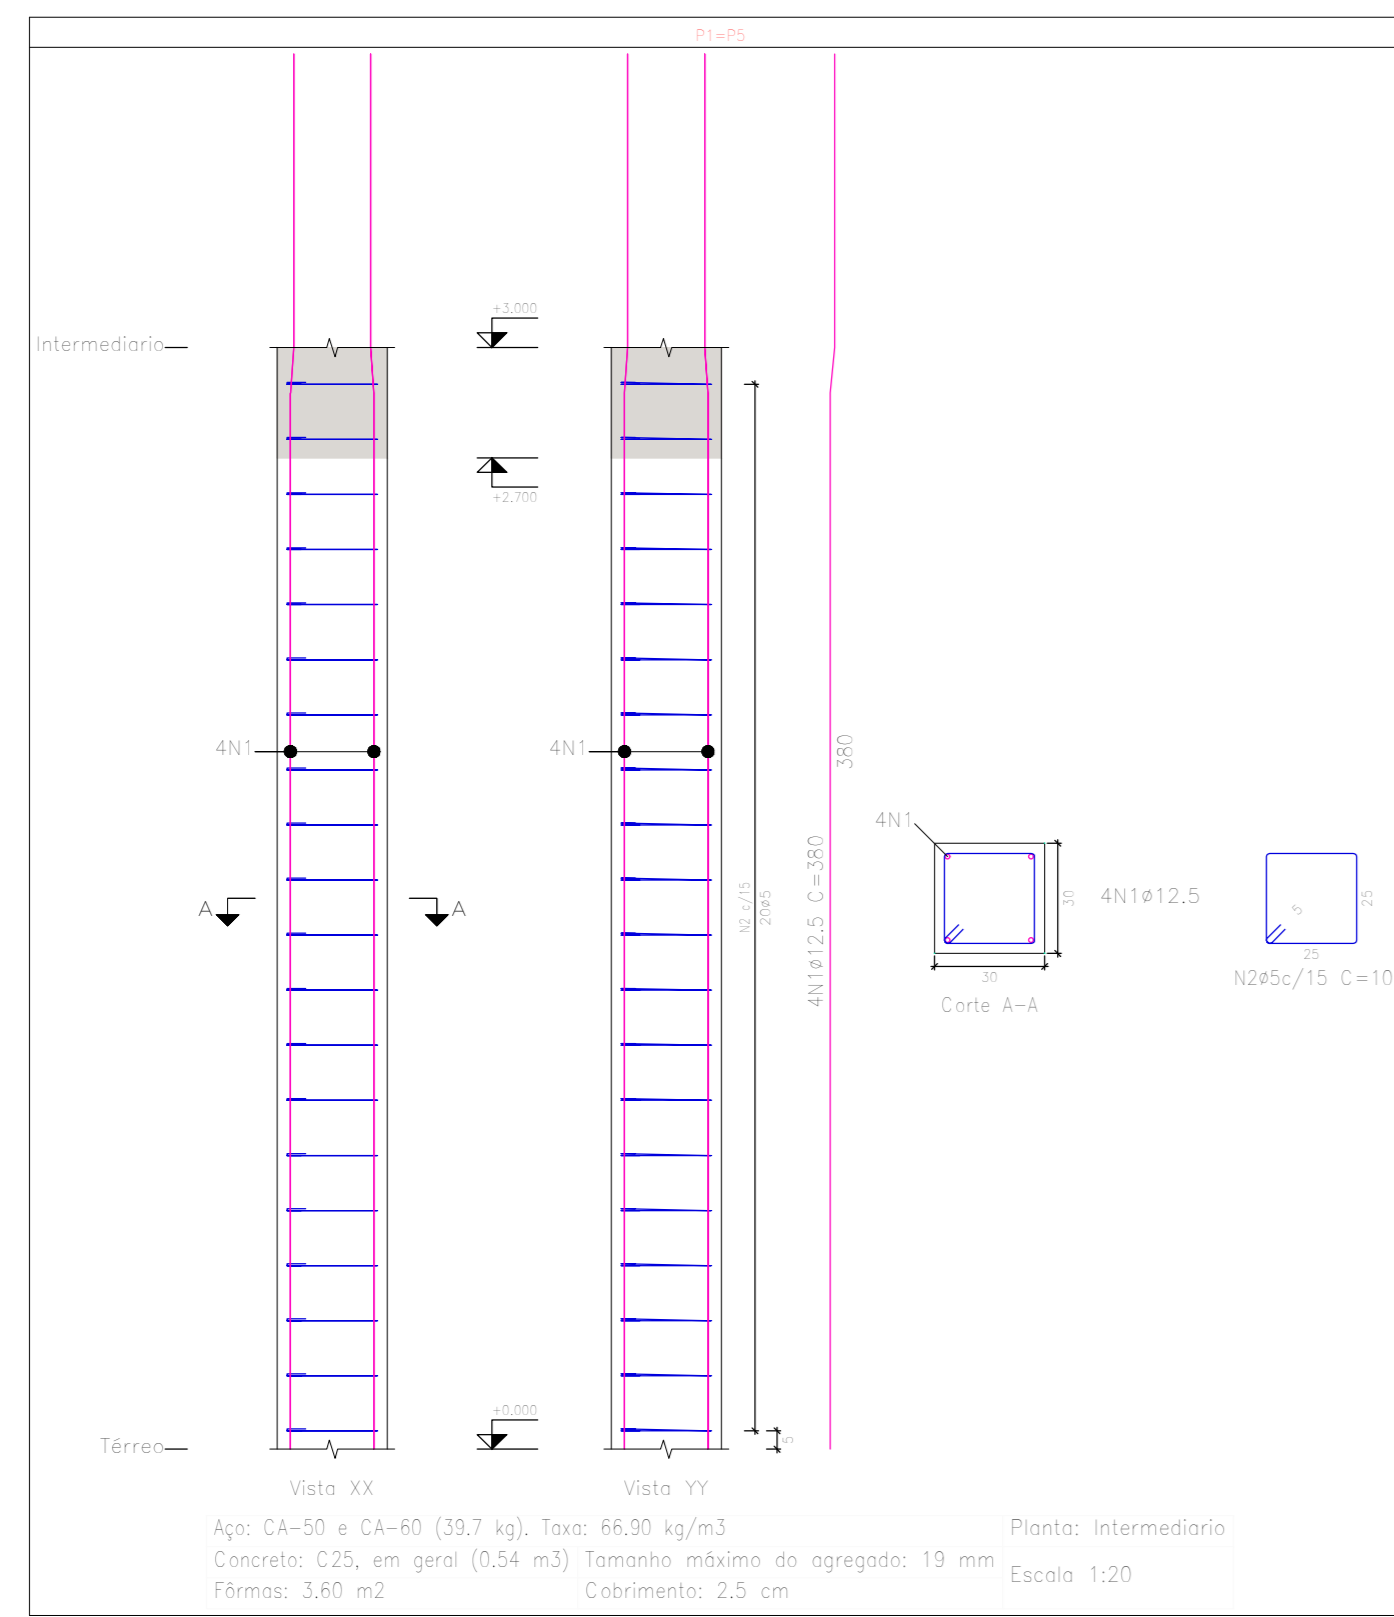 P1=P5
+3.000
Intermediario
+2.700
4N1
4N1
380
4N1ø12.5 C=380
N2 c/15
20ø5
4N1
30
30
4N1ø12.5
Corte A-A
5
25
25
N2ø5c/15 C=10
A
A
+0.000
5
Térreo
Vista XX
Vista YY
Aço: CA-50 e CA-60 (39.7 kg). Taxa: 66.90 kg/m3
Planta: Intermediario
Concreto: C25, em geral (0.54 m3)
Tamanho máximo do agregado: 19 mm
Escala 1:20
Fôrmas: 3.60 m2
Cobrimento: 2.5 cm